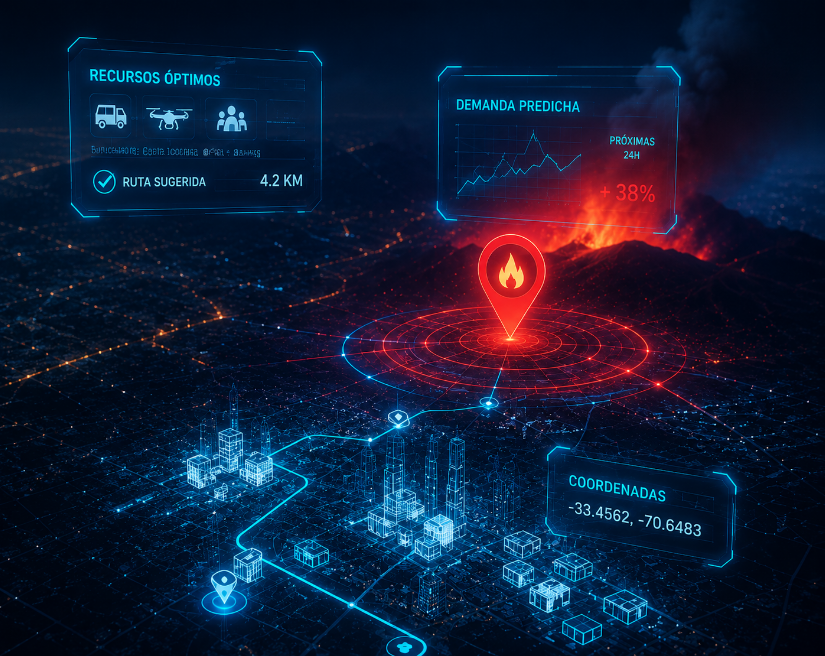 RECURSOS ÓPTIMOS
RUTA SUGERIDA
4.2 KM
DEMANDA PREDICHA
PRÓXIMAS
24H
+ 38%
COORDENADAS
-33.4562, -70.6483